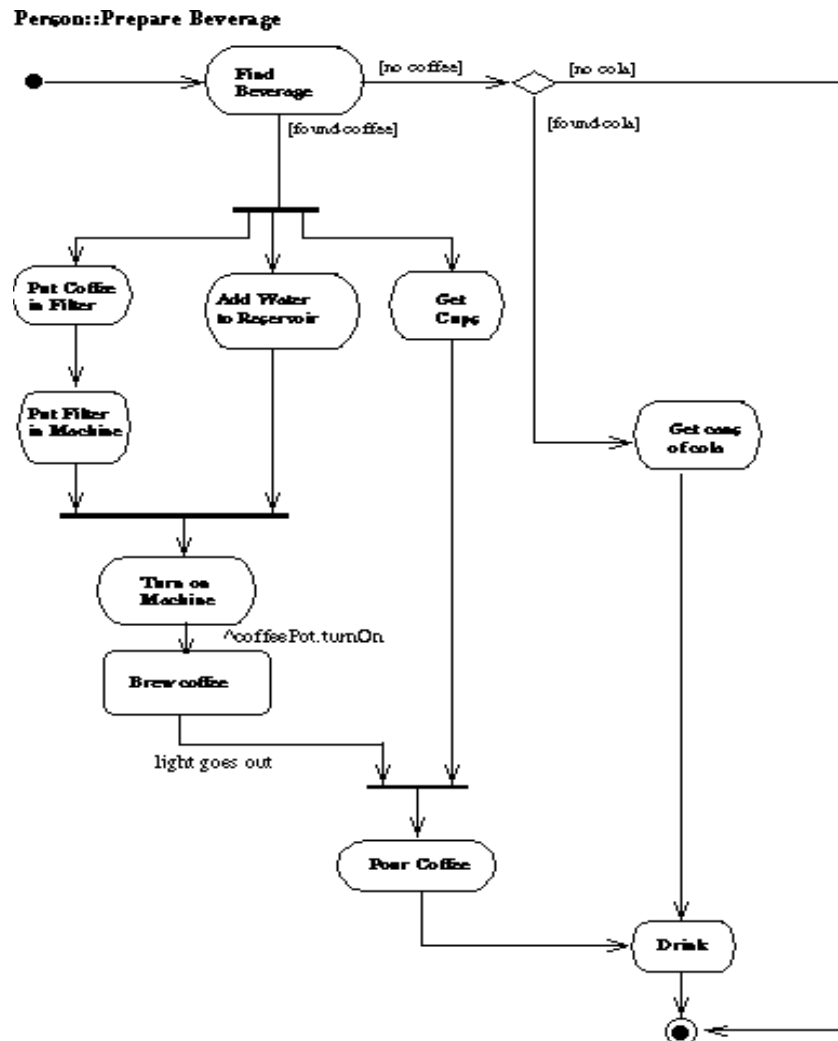 Person::Prepare Beverage
Find
Beverage
[no coffee]
[no cola]
[found coffee]
[found cola]
Put Coffee
in Filter
Add Water
to Reservoir
Get
Cups
Put Filter
in Machine
Get cans
of cola
Turn on
Machine
^coffeePot.turnOn
Brew coffee
light goes out
Pour Coffee
Drink